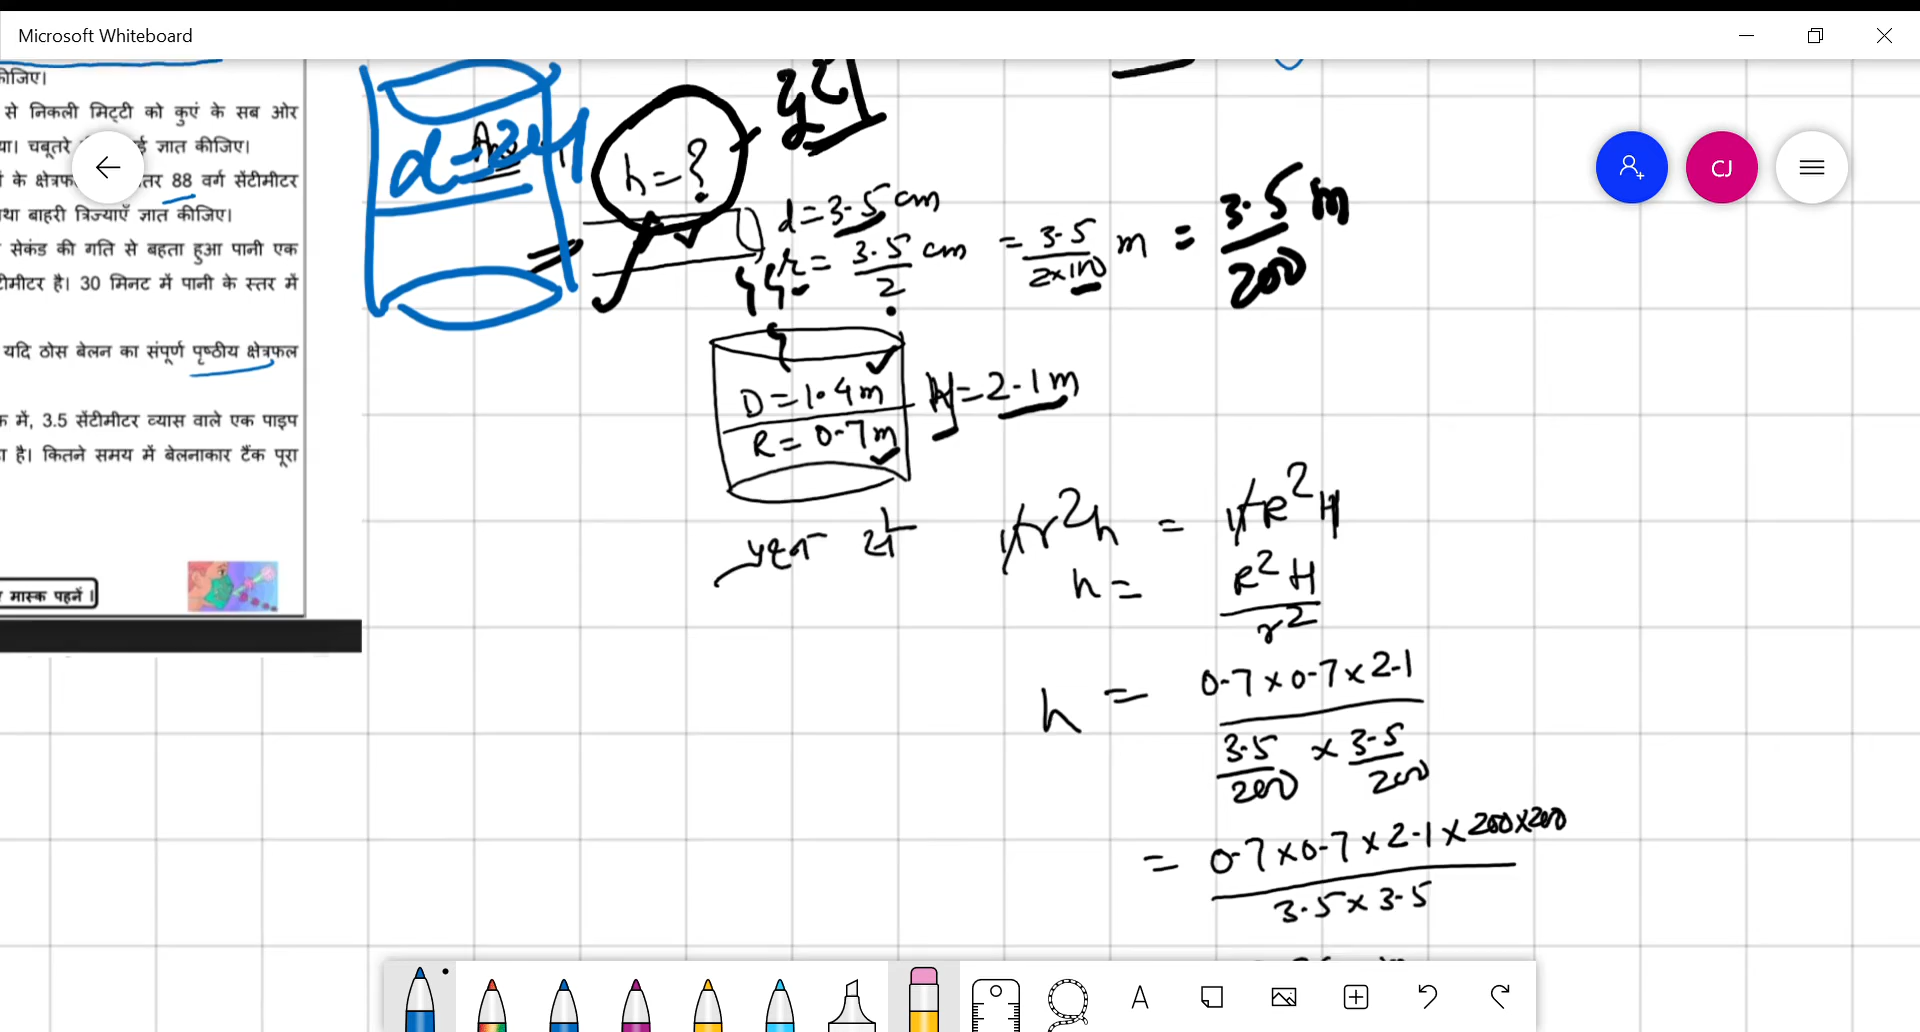 Microsoft Whiteboard
कीजिए।
से निकली मिट्टी को कुएं के सब ओर
या। चबूतरे ई ज्ञात कीजिए।
के क्षेत्रफ तर 88 वर्ग सेंटीमीटर
था बाहरी त्रिज्याएँ ज्ञात कीजिए।
सेकंड की गति से बहता हुआ पानी एक
टीमीटर है। 30 मिनट में पानी के स्तर में
यदि ठोस बेलन का संपूर्ण पृष्ठीय क्षेत्रफल
क में, 3.5 सेंटीमीटर व्यास वाले एक पाइप
ा है। कितने समय में बेलनाकार टैंक पूरा
मास्क पहनें।
CJ
h = ?
d = 3.5 cm
r = 3.5/2 cm = 3.5/2×100 m = 3.5/200 m
D = 1.4 m
R = 0.7 m
H = 2.1 m
πr²h = πR²H
h = R²H/r²
h = 0.7 × 0.7 × 2.1 / 3.5/200 × 3.5/200
= 0.7 × 0.7 × 2.1 × 200 × 200 / 3.5 × 3.5
A